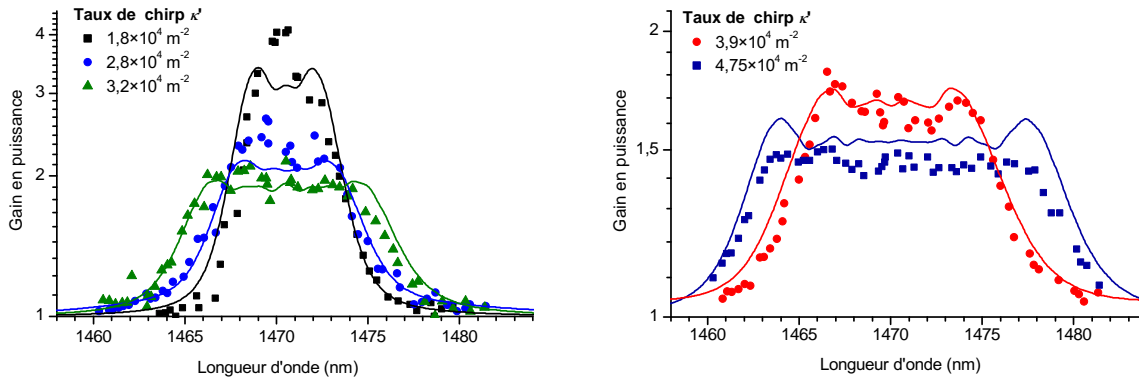 Taux de chirp κ'
1,8×10⁴ m⁻²
2,8×10⁴ m⁻²
3,2×10⁴ m⁻²
4
3
2
1
Gain en puissance
1460 1465 1470 1475 1480
Longueur d'onde (nm)
Taux de chirp κ'
3,9×10⁴ m⁻²
4,75×10⁴ m⁻²
2
1,5
1
Gain en puissance
1460 1465 1470 1475 1480
Longueur d'onde (nm)